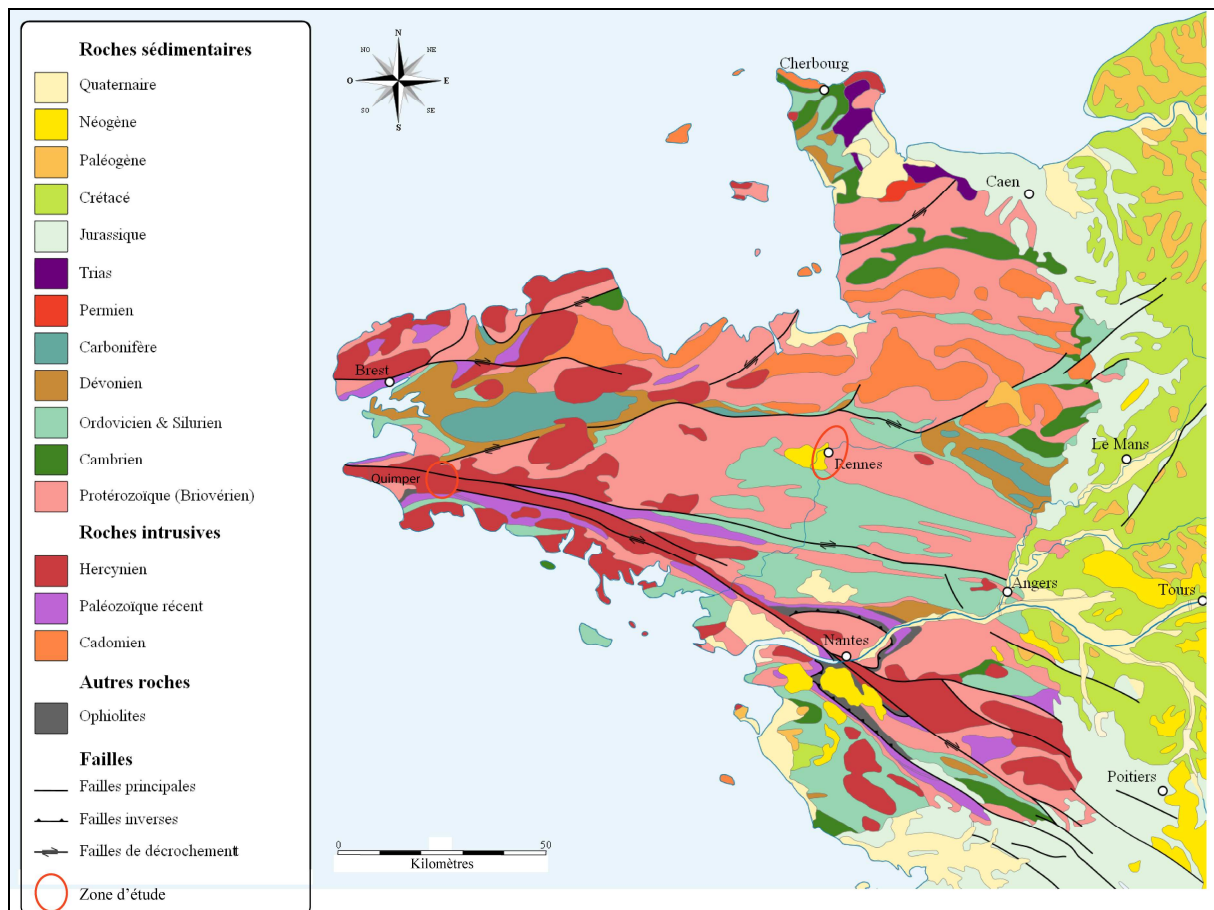 Roches sédimentaires
Quaternaire
Néogène
Paléogène
Crétacé
Jurassique
Trias
Permien
Carbonifère
Dévonien
Ordovicien & Silurien
Cambrien
Protérozoïque (Briovérien)
Roches intrusives
Hercynien
Paléozoïque récent
Cadomien
Autres roches
Ophiolites
Failles
Failles principales
Failles inverses
Failles de décrochement
Zone d'étude
N
NO
NE
O
E
SO
SE
S
Cherbourg
Caen
Brest
Le Mans
Rennes
Quimper
Angers
Tours
Nantes
Poitiers
0
50
Kilomètres